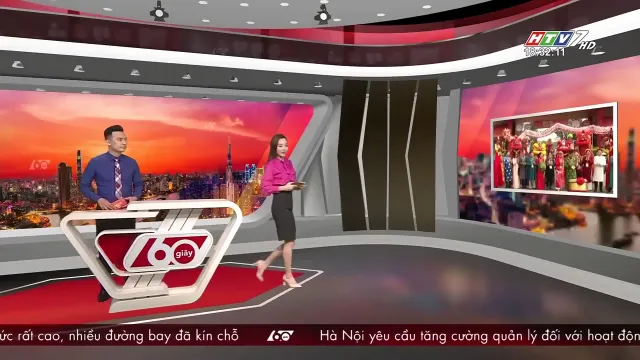 HTV7 HD
18:32:11
60
giây
ức rất cao, nhiều đường bay đã kín chỗ
60
Hà Nội yêu cầu tăng cường quản lý đối với hoạt độn